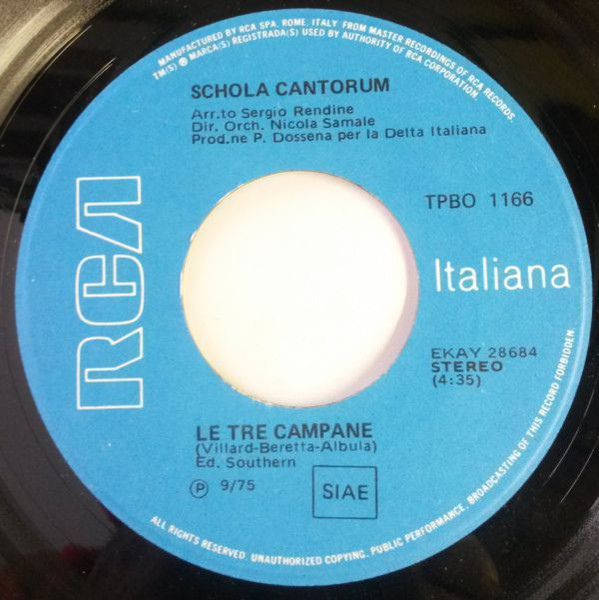 MANUFACTURED BY RCA SPA, ROME, ITALY FROM MASTER RECORDINGS OF RCA RECORDS.
TM(S) ® MARCA(S) REGISTRADA(S) USED BY AUTHORITY OF RCA CORPORATION.
SCHOLA CANTORUM
Arr.to Sergio Rendine
Dir. Orch. Nicola Samale
Prod.ne P. Dossena per la Delta Italiana
RCA
TPBO 1166
Italiana
EKAY 28684
STEREO
(4:35)
LE TRE CAMPANE
(Villard-Beretta-Albula)
Ed. Southern
℗ 9/75
SIAE
ALL RIGHTS RESERVED. UNAUTHORIZED COPYING, PUBLIC PERFORMANCE, BROADCASTING OF THIS RECORD FORBIDDEN.